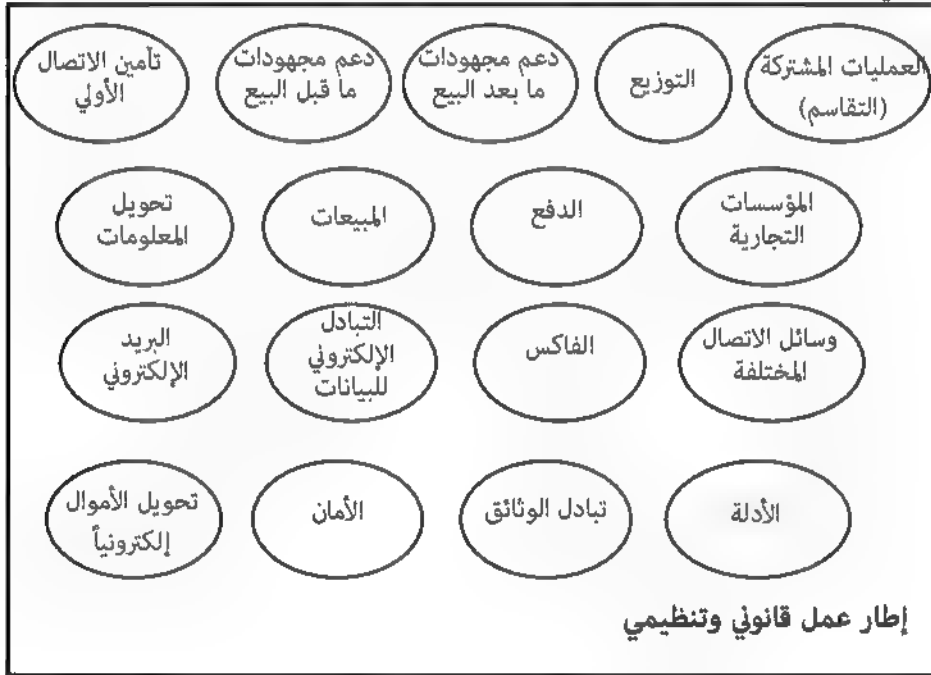 العمليات المشتركة
(التقاسم)
التوزيع
دعم مجهودات
ما بعد البيع
دعم مجهودات
ما قبل البيع
تأمين الاتصال
الأولي
المؤسسات
التجارية
الدفع
المبيعات
تحويل
المعلومات
وسائل الاتصال
المختلفة
الفاكس
التبادل
الإلكتروني
للبيانات
البريد
الإلكتروني
الأدلة
تبادل الوثائق
الأمان
تحويل الأموال
إلكترونياً
إطار عمل قانوني وتنظيمي